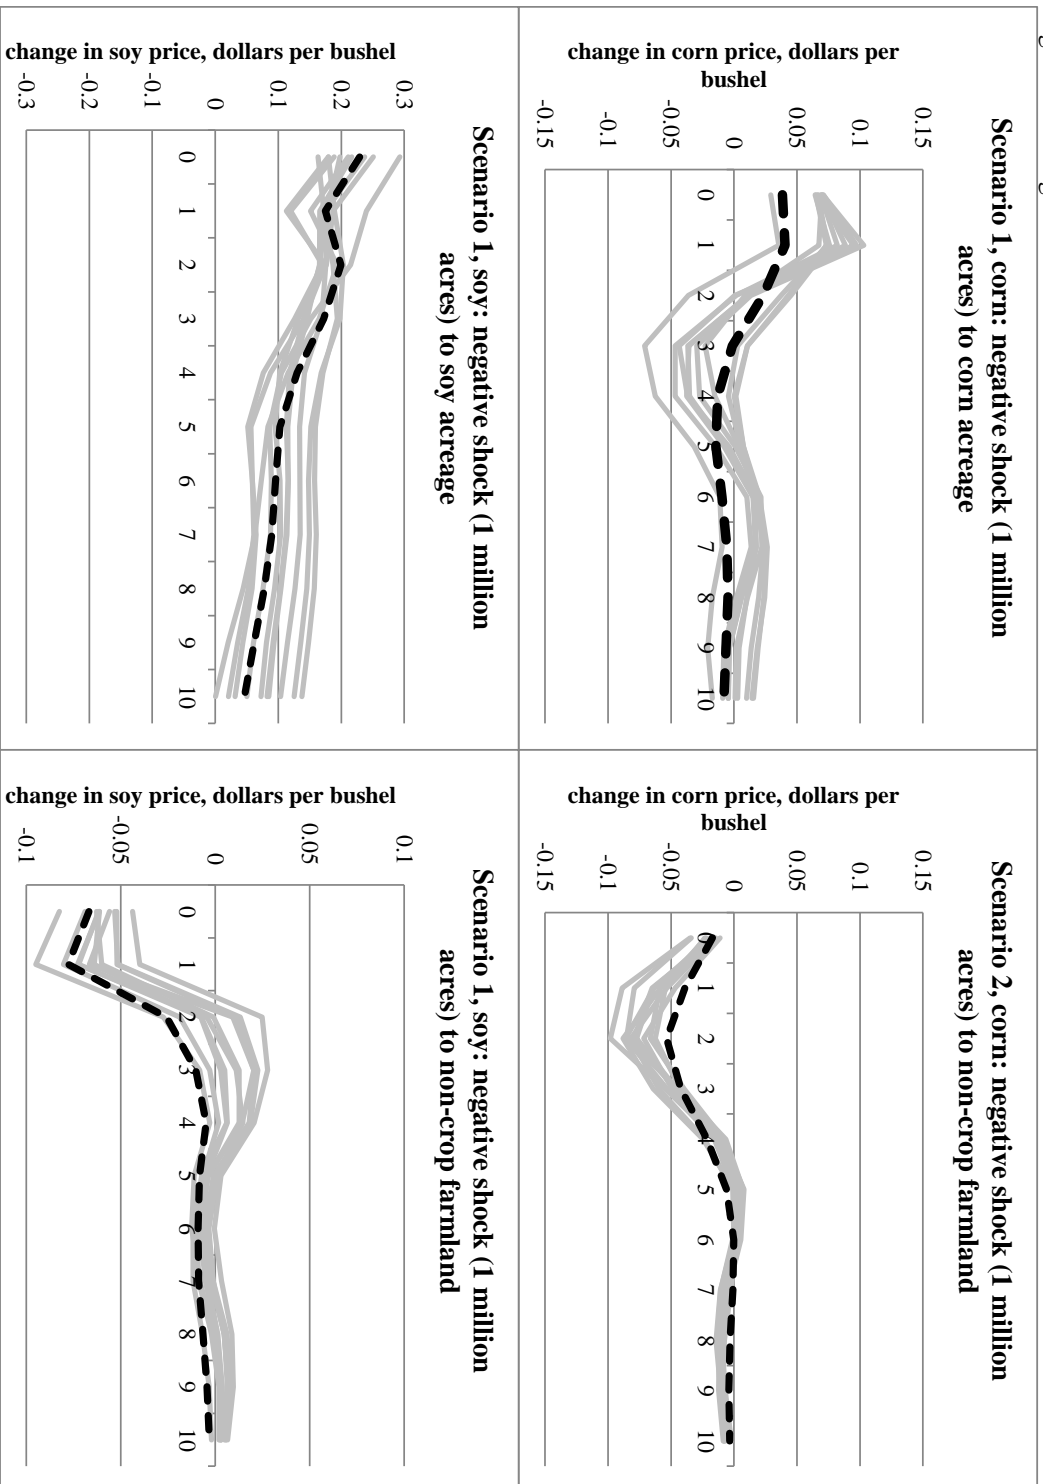 Scenario 1, corn: negative shock (1 million
acres) to corn acreage
change in corn price, dollars per
bushel
0.15
0.1
0.05
0
-0.05
-0.1
-0.15
0 1 2 3 4 5 6 7 8 9 10
Scenario 2, corn: negative shock (1 million
acres) to non-crop farmland
change in corn price, dollars per
bushel
0.15
0.1
0.05
0
-0.05
-0.1
-0.15
0 1 2 3 4 5 6 7 8 9 10
Scenario 1, soy: negative shock (1 million
acres) to soy acreage
change in soy price, dollars per bushel
0.3
0.2
0.1
0
-0.1
-0.2
-0.3
0 1 2 3 4 5 6 7 8 9 10
Scenario 1, soy: negative shock (1 million
acres) to non-crop farmland
change in soy price, dollars per bushel
0.1
0.05
0
-0.05
-0.1
0 1 2 3 4 5 6 7 8 9 10